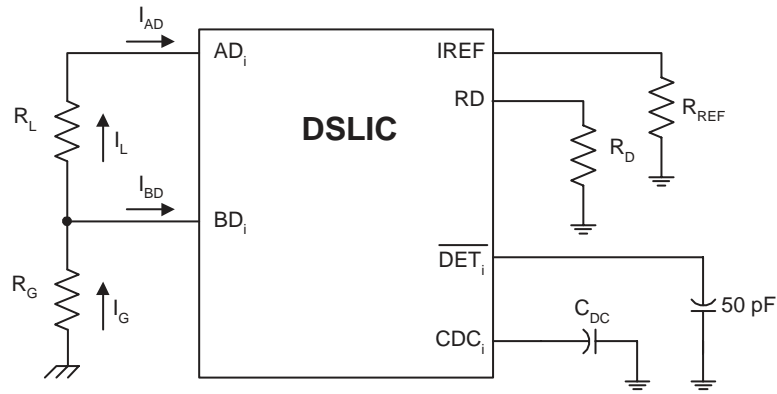 I_AD
AD_i
IREF
RD
R_REF
R_L
I_L
DSLIC
R_D
I_BD
BD_i
DET_i
R_G
I_G
50 pF
C_DC
CDC_i